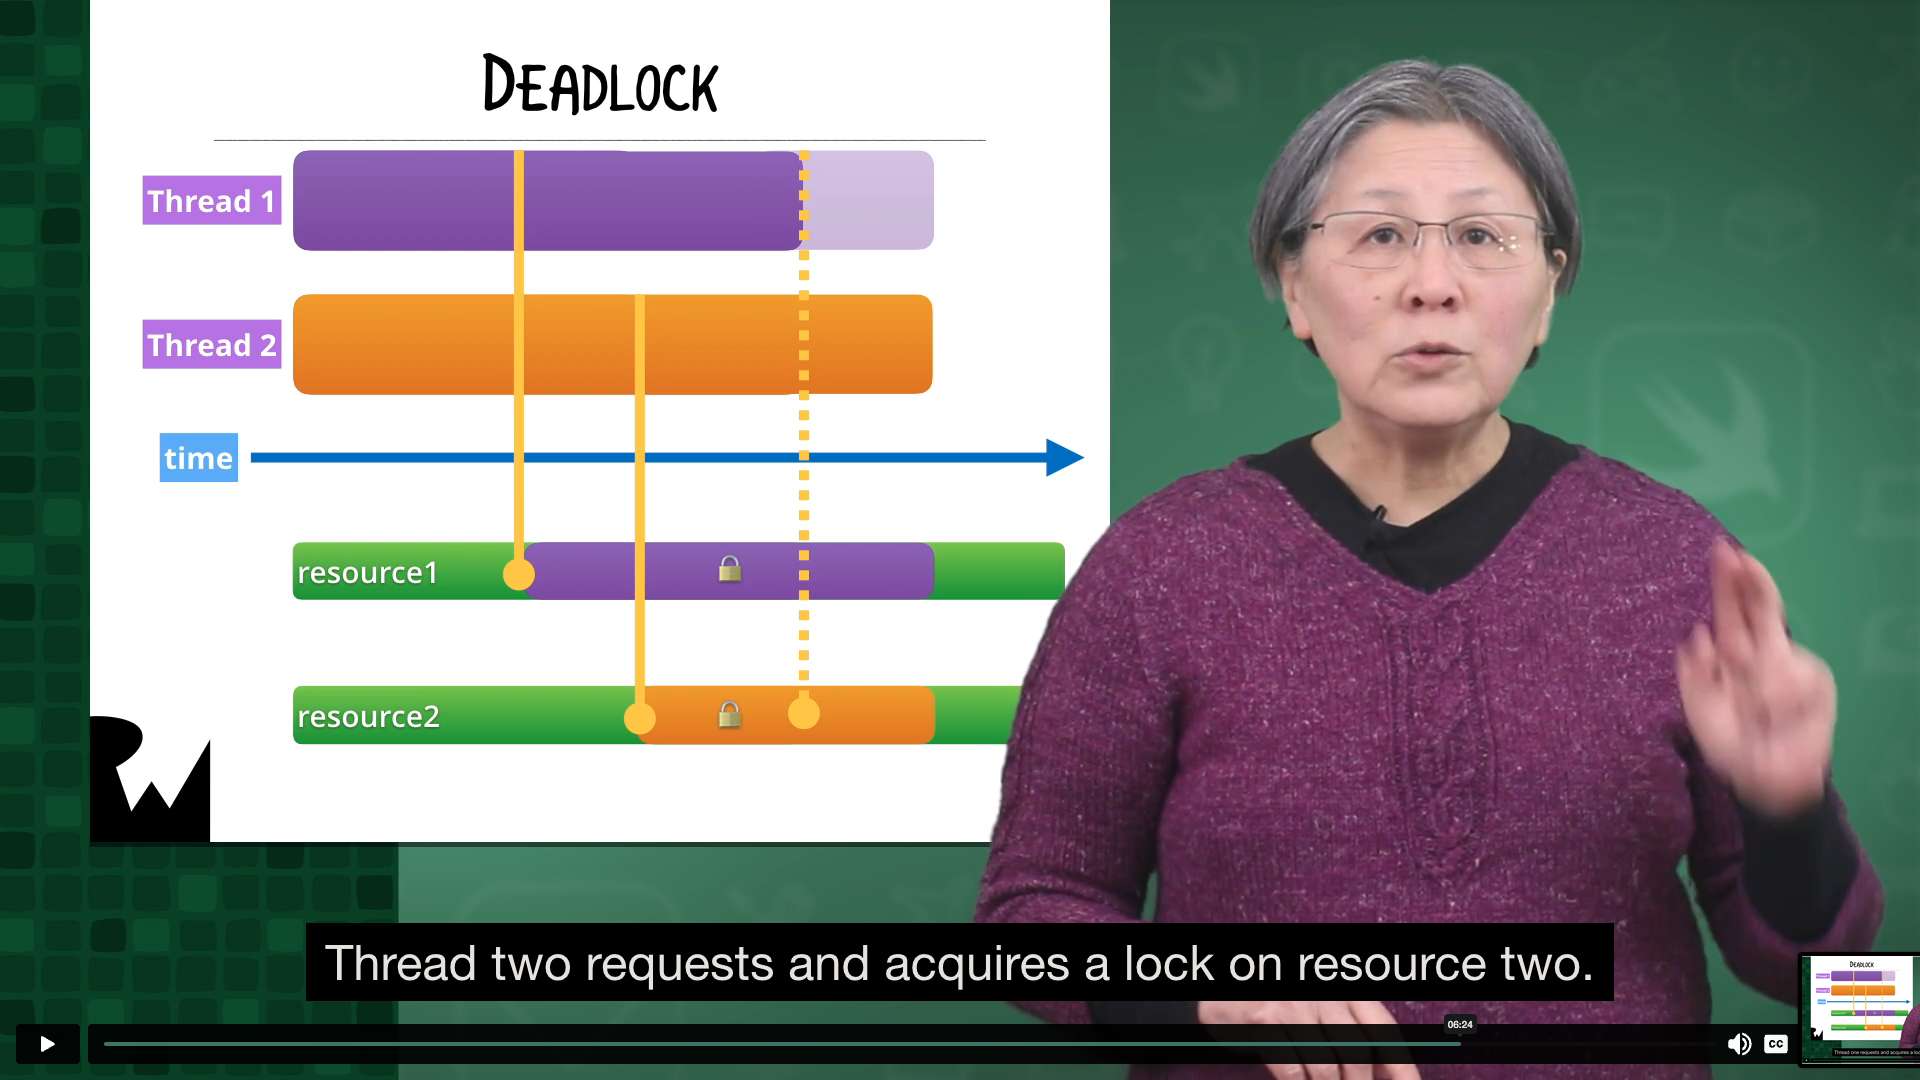 DEADLOCK
Thread 1
Thread 2
time
resource1
resource2
Thread two requests and acquires a lock on resource two.
06:24
CC
DEADLOCK